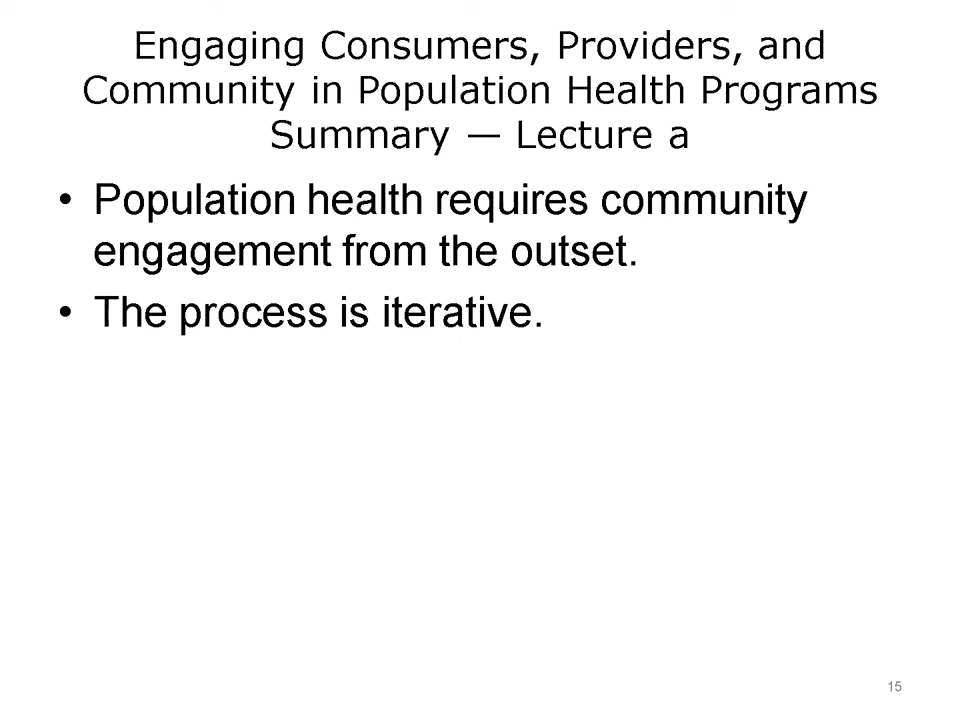 Engaging Consumers, Providers, and
Community in Population Health Programs
Summary — Lecture a
• Population health requires community
engagement from the outset.
• The process is iterative.
15